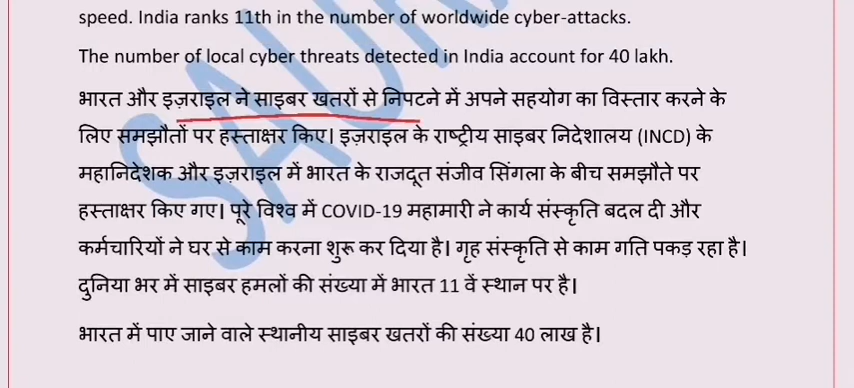 speed. India ranks 11th in the number of worldwide cyber-attacks.
The number of local cyber threats detected in India account for 40 lakh.
भारत और इज़राइल ने साइबर खतरों से निपटने में अपने सहयोग का विस्तार करने के
लिए समझौतों पर हस्ताक्षर किए। इज़राइल के राष्ट्रीय साइबर निदेशालय (INCD) के
महानिदेशक और इज़राइल में भारत के राजदूत संजीव सिंगला के बीच समझौते पर
हस्ताक्षर किए गए। पूरे विश्व में COVID-19 महामारी ने कार्य संस्कृति बदल दी और
कर्मचारियों ने घर से काम करना शुरू कर दिया है। गृह संस्कृति से काम गति पकड़ रहा है।
दुनिया भर में साइबर हमलों की संख्या में भारत 11 वें स्थान पर है।
भारत में पाए जाने वाले स्थानीय साइबर खतरों की संख्या 40 लाख है।